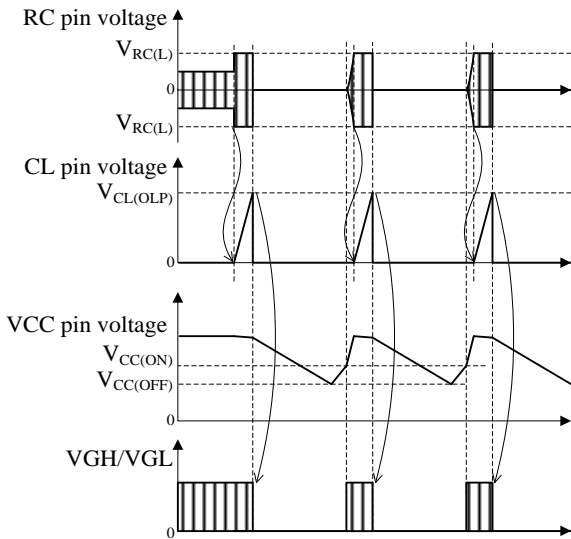 RC pin voltage
V_RC(L)
0
V_RC(L)
CL pin voltage
V_CL(OLP)
0
VCC pin voltage
V_CC(ON)
V_CC(OFF)
0
VGH/VGL
0